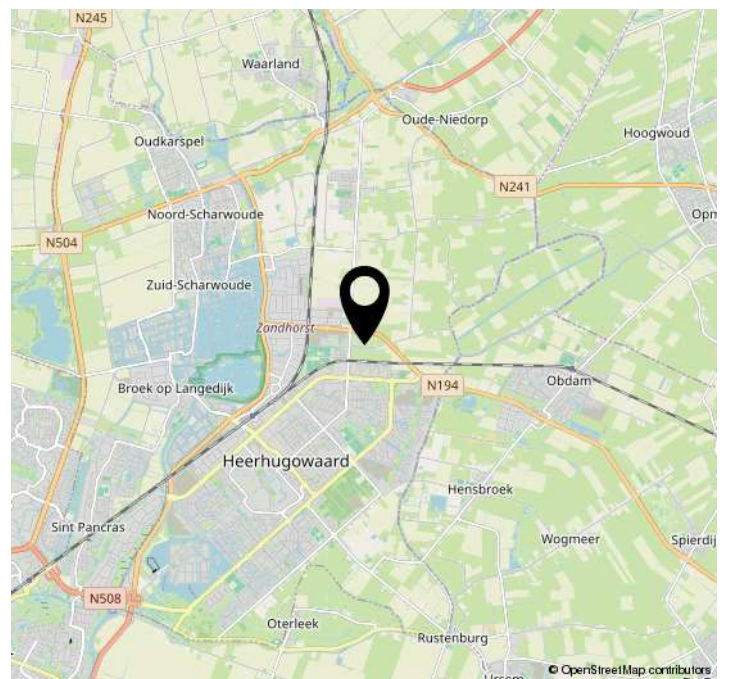 N245
Waarland
Oude-Niedorp
Hoogwoud
Oudkarspel
N241
Noord-Scharwoude
Opm
N504
Zuid-Scharwoude
Zandhorst
Broek op Langedijk
N194
Obdam
Heerhugowaard
Hensbroek
Sint Pancras
Wogmeer
Spierdij
N508
Oterleek
Rustenburg
Ursem
© OpenStreetMap contributors